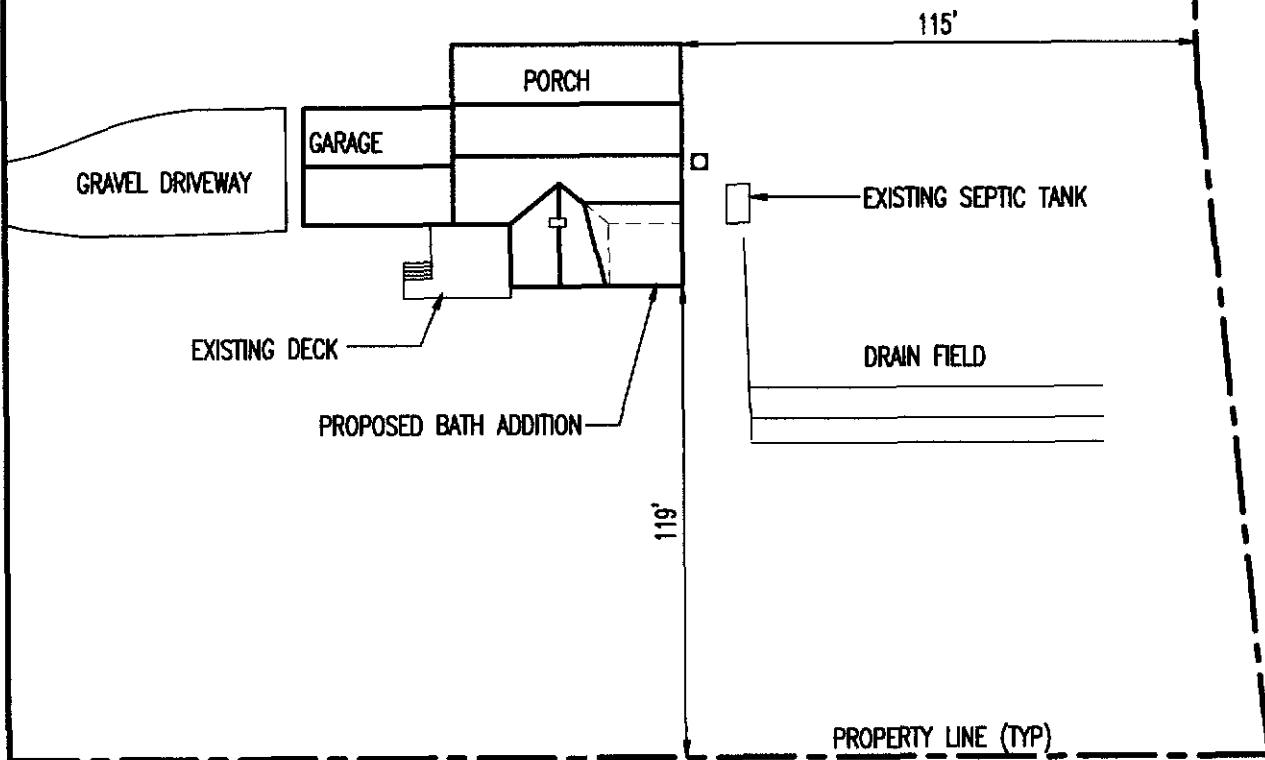 115'
PORCH
GARAGE
GRAVEL DRIVEWAY
EXISTING SEPTIC TANK
EXISTING DECK
DRAIN FIELD
PROPOSED BATH ADDITION
119'
PROPERTY LINE (TYP)